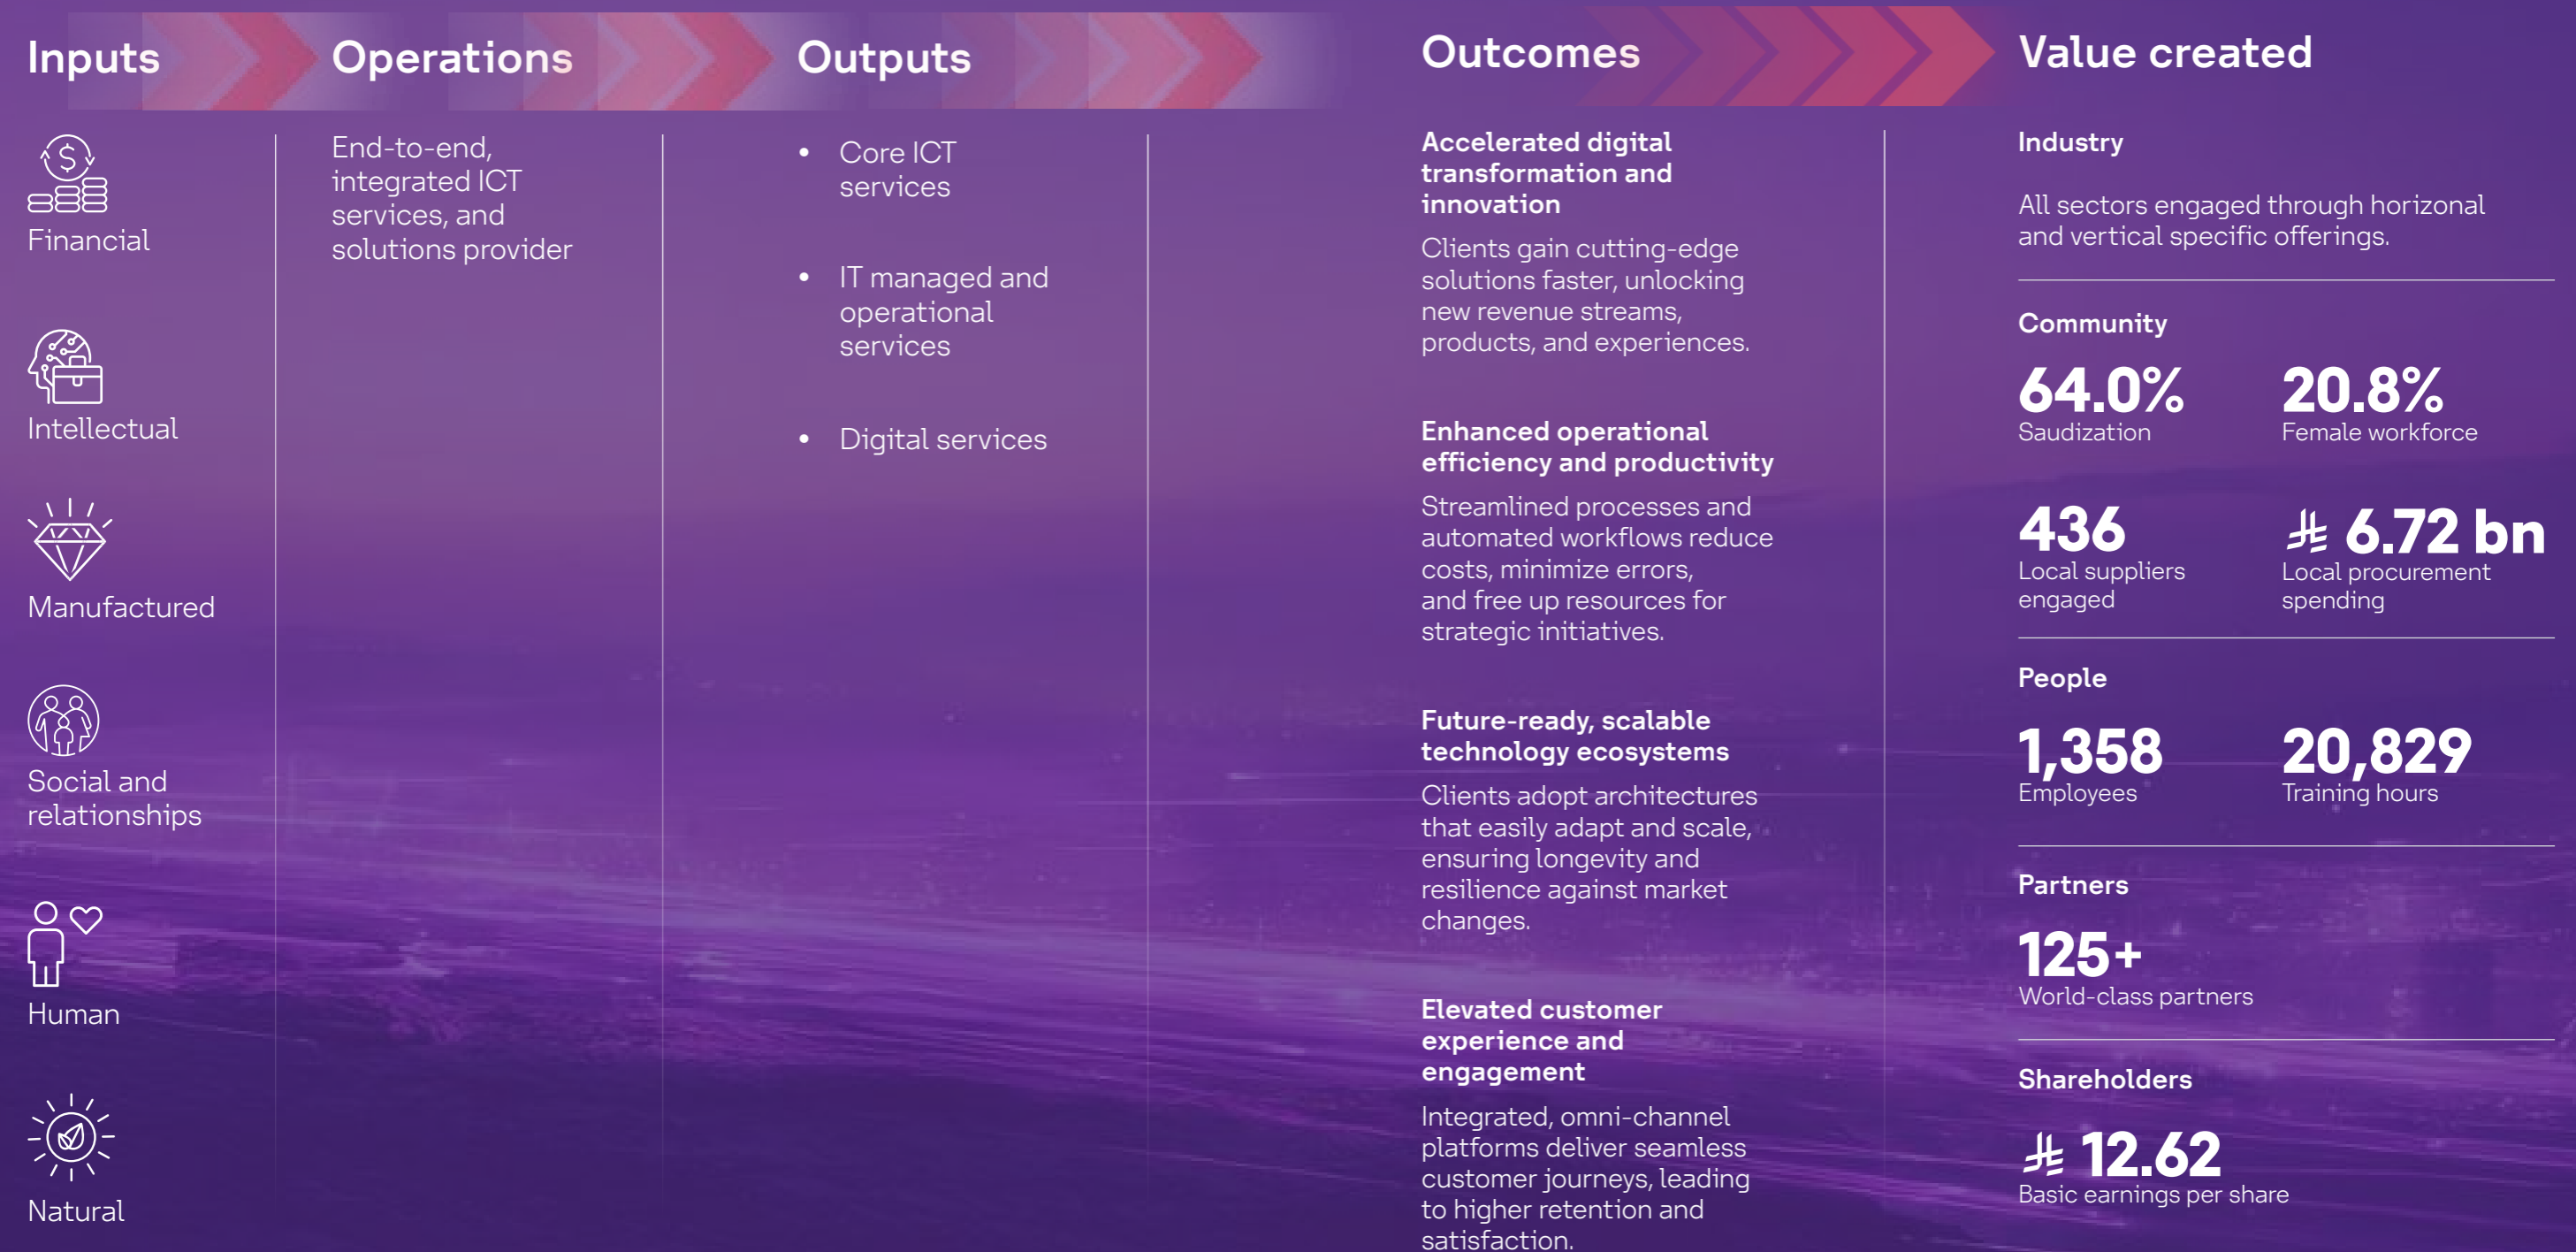 Inputs
Financial
Intellectual
Manufactured
Social and
relationships
Human
Natural
Operations
End-to-end,
integrated ICT
services, and
solutions provider
Outputs
• Core ICT
services
• IT managed and
operational
services
• Digital services
Outcomes
Accelerated digital
transformation and
innovation
Clients gain cutting-edge
solutions faster, unlocking
new revenue streams,
products, and experiences.
Enhanced operational
efficiency and productivity
Streamlined processes and
automated workflows reduce
costs, minimize errors,
and free up resources for
strategic initiatives.
Future-ready, scalable
technology ecosystems
Clients adopt architectures
that easily adapt and scale,
ensuring longevity and
resilience against market
changes.
Elevated customer
experience and
engagement
Integrated, omni-channel
platforms deliver seamless
customer journeys, leading
to higher retention and
satisfaction.
Value created
Industry
All sectors engaged through horizonal
and vertical specific offerings.
Community
64.0%
Saudization
20.8%
Female workforce
436
Local suppliers
engaged
⃁ 6.72 bn
Local procurement
spending
People
1,358
Employees
20,829
Training hours
Partners
125+
World-class partners
Shareholders
⃁ 12.62
Basic earnings per share